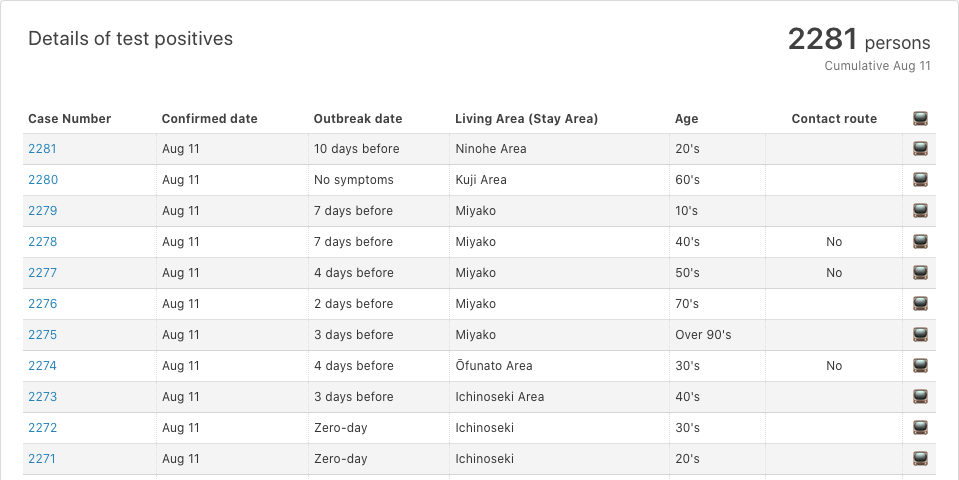 Details of test positives
2281 persons
Cumulative Aug 11
Case Number Confirmed date Outbreak date Living Area (Stay Area) Age Contact route
2281 Aug 11 10 days before Ninohe Area 20's
2280 Aug 11 No symptoms Kuji Area 60's
2279 Aug 11 7 days before Miyako 10's
2278 Aug 11 7 days before Miyako 40's No
2277 Aug 11 4 days before Miyako 50's No
2276 Aug 11 2 days before Miyako 70's
2275 Aug 11 3 days before Miyako Over 90's
2274 Aug 11 4 days before Ōfunato Area 30's No
2273 Aug 11 3 days before Ichinoseki Area 40's
2272 Aug 11 Zero-day Ichinoseki 30's
2271 Aug 11 Zero-day Ichinoseki 20's